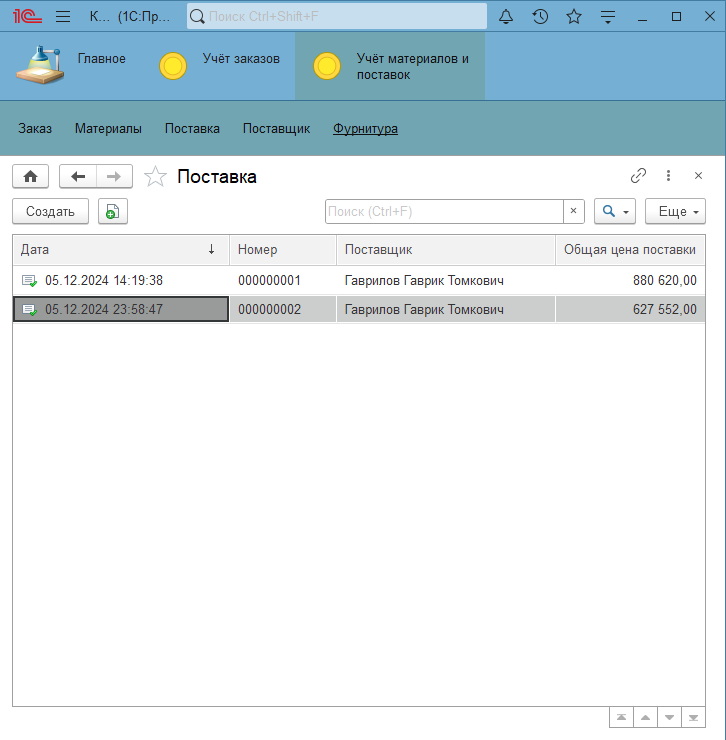 1С К... (1С:Пр... Поиск Ctrl+Shift+F
Главное
Учёт заказов
Учёт материалов и
поставок
Заказ Материалы Поставка Поставщик Фурнитура
Поставка
Создать Поиск (Ctrl+F) × Еще
Дата ↓ Номер Поставщик Общая цена поставки
05.12.2024 14:19:38 000000001 Гаврилов Гаврик Томкович 880 620,00
05.12.2024 23:58:47 000000002 Гаврилов Гаврик Томкович 627 552,00